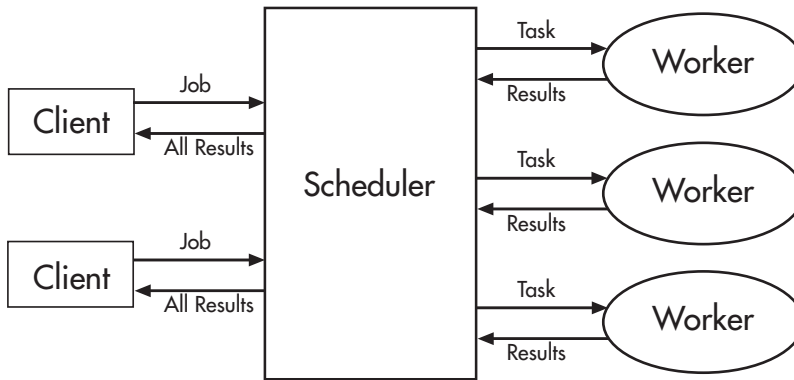 Client
Job
All Results
Client
Job
All Results
Scheduler
Task
Results
Worker
Task
Results
Worker
Task
Results
Worker